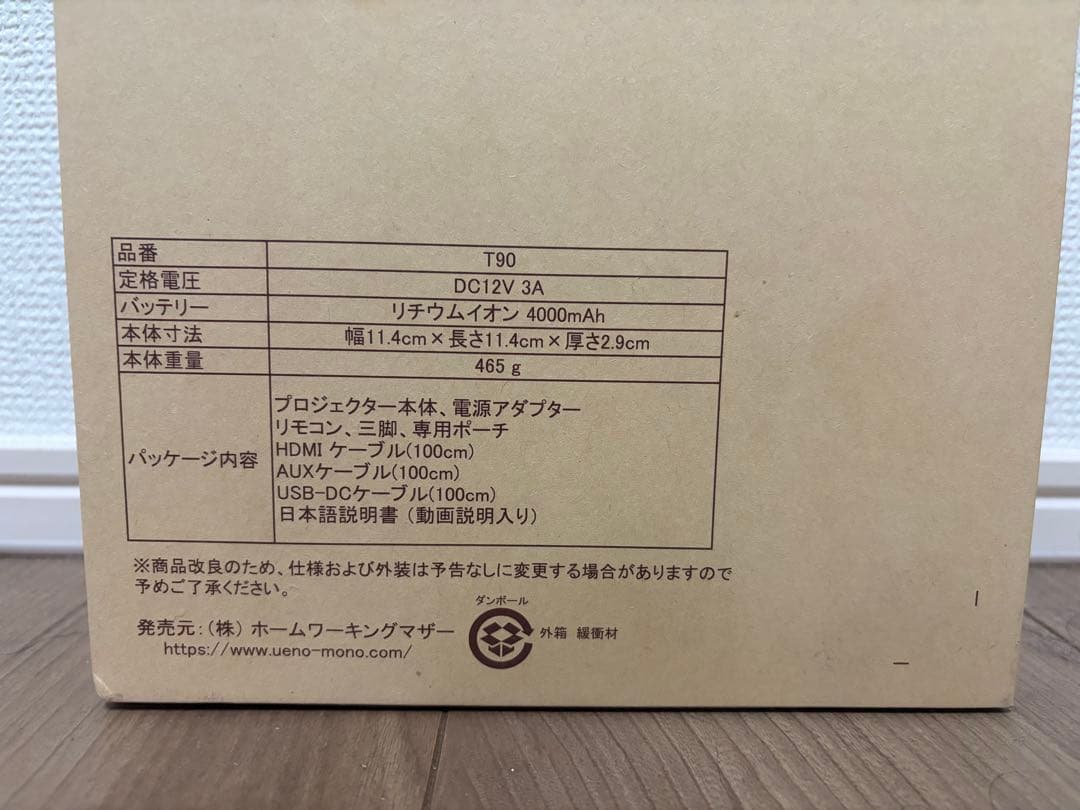 品番 T90
定格電圧 DC12V 3A
バッテリー リチウムイオン 4000mAh
本体寸法 幅11.4cm×長さ11.4cm×厚さ2.9cm
本体重量 465g
パッケージ内容
プロジェクター本体、電源アダプター
リモコン、三脚、専用ポーチ
HDMI ケーブル(100cm)
AUXケーブル(100cm)
USB-DCケーブル(100cm)
日本語説明書 (動画説明入り)
※商品改良のため、仕様および外装は予告なしに変更する場合がありますので
予めご了承ください。
発売元:(株) ホームワーキングマザー
https://www.ueno-mono.com/
ダンボール
外箱 緩衝材